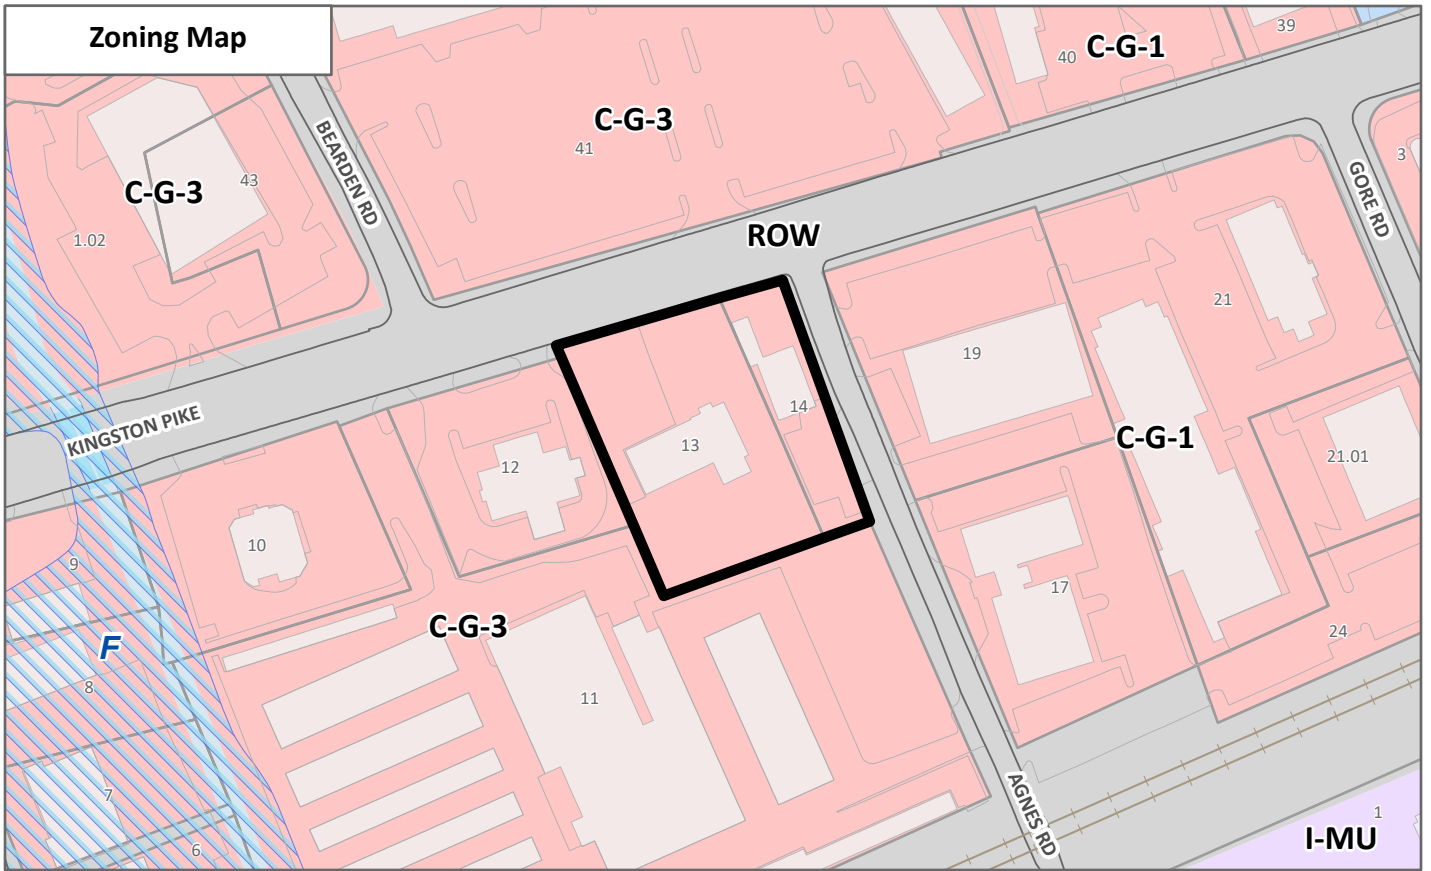 Zoning Map
39
C-G-1
40
C-G-3
41
BEARDEN RD
3
43
C-G-3
GORE RD
1.02
ROW
21
19
14
KINGSTON PIKE
13
C-G-1
21.01
12
10
9
17
C-G-3
24
F
8
11
7
AGNES RD
1
I-MU
6